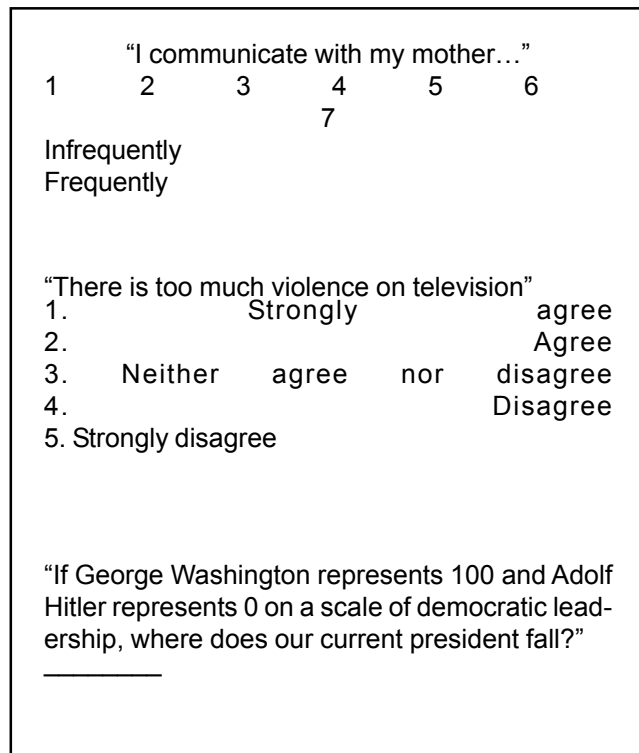 “I communicate with my mother…”
1 2 3 4 5 6
7
Infrequently
Frequently
“There is too much violence on television”
1. Strongly agree
2. Agree
3. Neither agree nor disagree
4. Disagree
5. Strongly disagree
“If George Washington represents 100 and Adolf
Hitler represents 0 on a scale of democratic lead-
ership, where does our current president fall?”
________